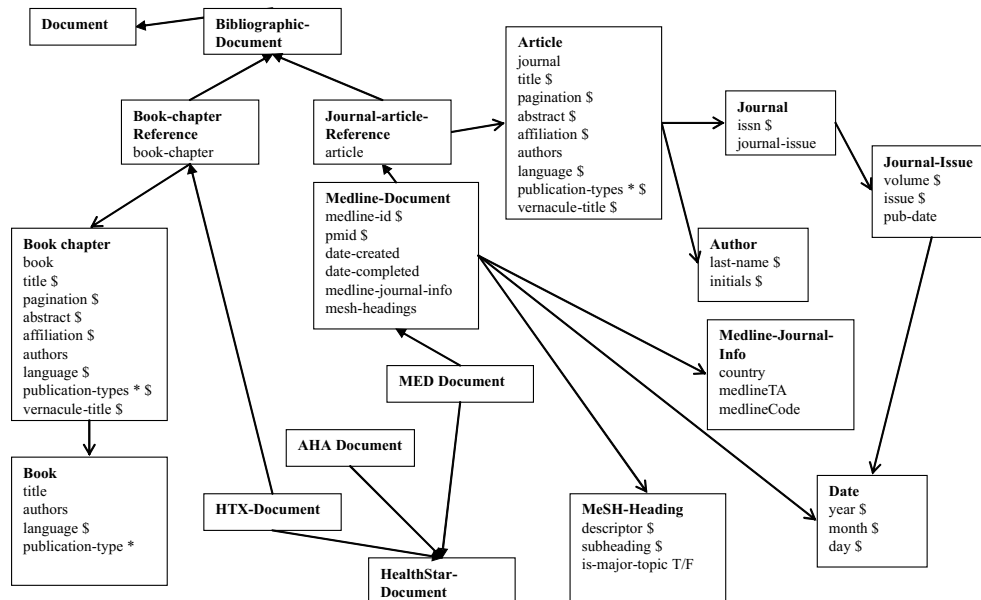 Document
Bibliographic-
Document
Article
journal
title $
pagination $
abstract $
affiliation $
authors
language $
publication-types * $
vernacule-title $
Journal
issn $
journal-issue
Journal-Issue
volume $
issue $
pub-date
Book-chapter
Reference
book-chapter
Journal-article-
Reference
article
Medline-Document
medline-id $
pmid $
date-created
date-completed
medline-journal-info
mesh-headings
Author
last-name $
initials $
Book chapter
book
title $
pagination $
abstract $
affiliation $
authors
language $
publication-types * $
vernacule-title $
Medline-Journal-
Info
country
medlineTA
medlineCode
MED Document
AHA Document
Book
title
authors
language $
publication-type *
HTX-Document
MeSH-Heading
descriptor $
subheading $
is-major-topic T/F
Date
year $
month $
day $
HealthStar-
Document